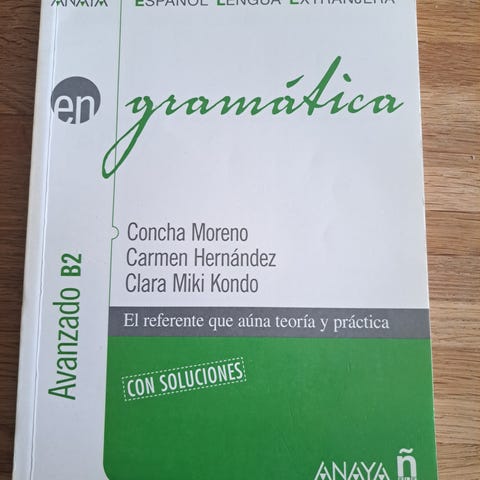 ANAYA ESPAÑOL LENGUA EXTRANJERA
en gramática
Concha Moreno
Carmen Hernández
Clara Miki Kondo
Avanzado B2
El referente que aúna teoría y práctica
CON SOLUCIONES
ANAYA ñ